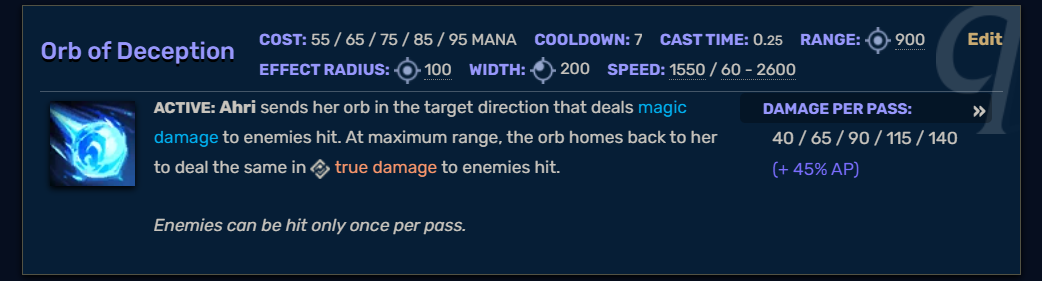 Orb of Deception
COST: 55 / 65 / 75 / 85 / 95 MANA COOLDOWN: 7 CAST TIME: 0.25 RANGE: 900
Edit
EFFECT RADIUS: 100 WIDTH: 200 SPEED: 1550 / 60 - 2600
q
ACTIVE: Ahri sends her orb in the target direction that deals magic
damage to enemies hit. At maximum range, the orb homes back to her
to deal the same in true damage to enemies hit.
Enemies can be hit only once per pass.
DAMAGE PER PASS: »
40 / 65 / 90 / 115 / 140
(+ 45% AP)